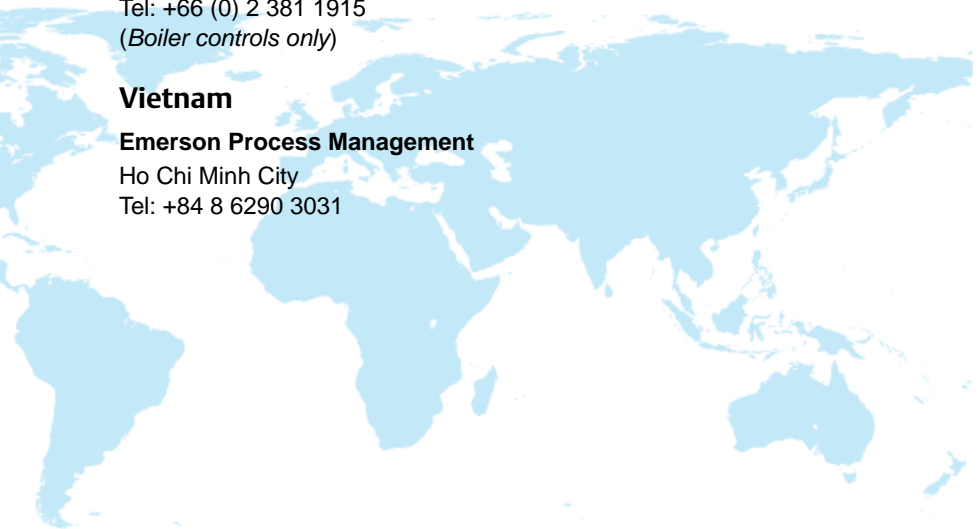 Tel: +66 (0) 2 381 1915
(Boiler controls only)
Vietnam
Emerson Process Management
Ho Chi Minh City
Tel: +84 8 6290 3031